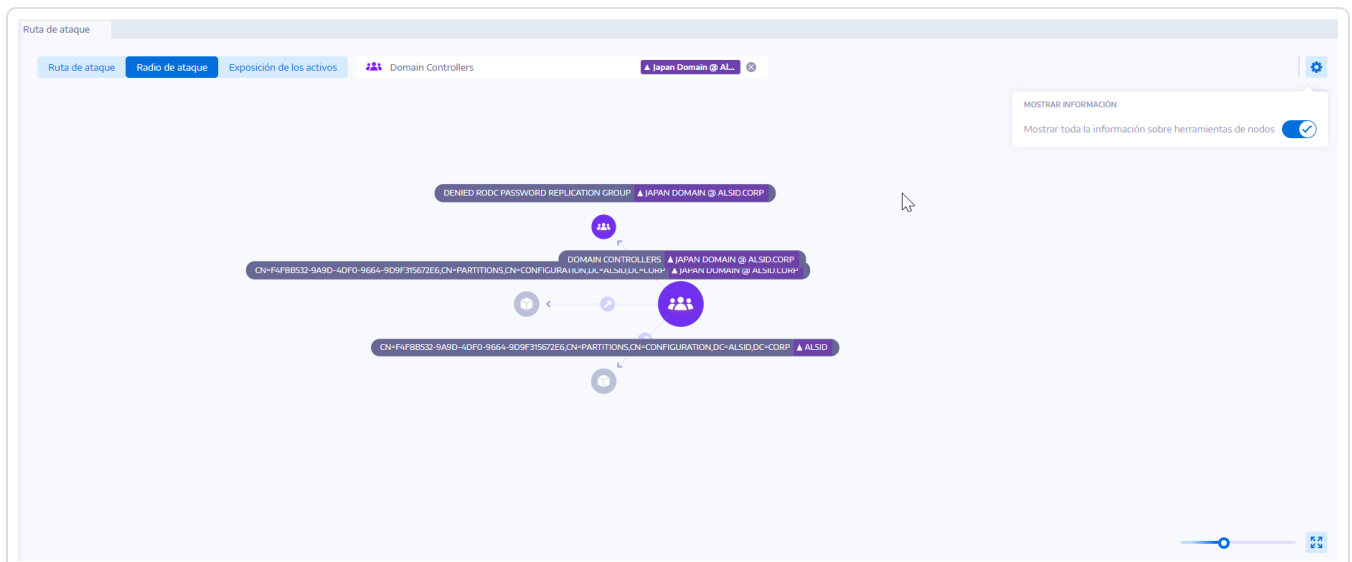 Ruta de ataque
Ruta de ataque Radio de ataque Exposición de los activos Domain Controllers Japan Domain @ AL...
MOSTRAR INFORMACIÓN
Mostrar toda la información sobre herramientas de nodos
DENIED RODC PASSWORD REPLICATION GROUP JAPAN DOMAIN @ ALSID.CORP
DOMAIN CONTROLLERS JAPAN DOMAIN @ ALSID.CORP
CN=F4F8B532-9A9D-4DF0-9664-9D9F315672E6,CN=PARTITIONS,CN=CONFIGURATION,DC=ALSID,DC=CORP JAPAN DOMAIN @ ALSID.CORP
CN=F4F8B532-9A9D-4DF0-9664-9D9F315672E6,CN=PARTITIONS,CN=CONFIGURATION,DC=ALSID,DC=CORP ALSID